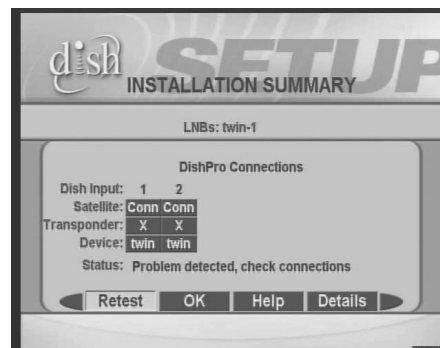 dish
SETUP
INSTALLATION SUMMARY
LNBs: twin-1
DishPro Connections
Dish Input: 1 2
Satellite: Conn Conn
Transponder: X X
Device: twin twin
Status: Problem detected, check connections
Retest OK Help Details